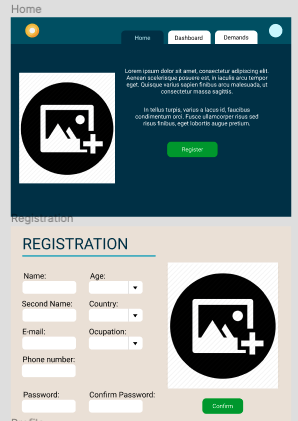 Home
Home Dashboard Demands
Lorem ipsum dolor sit amet, consectetur adipiscing elit.
Aenean scelerisque posuere est, in iaculis arcu tempor
eget. Quisque varius sapien finibus arcu malesuada, ut
consectetur massa sagittis.
In tellus turpis, varius a lacus id, faucibus
condimentum orci. Fusce ullamcorper risus sed
risus finibus, eget lobortis augue pretium.
Register
Registration
REGISTRATION
Name: Age:
Second Name: Country:
E-mail: Ocupation:
Phone number:
Password: Confirm Password:
Confirm